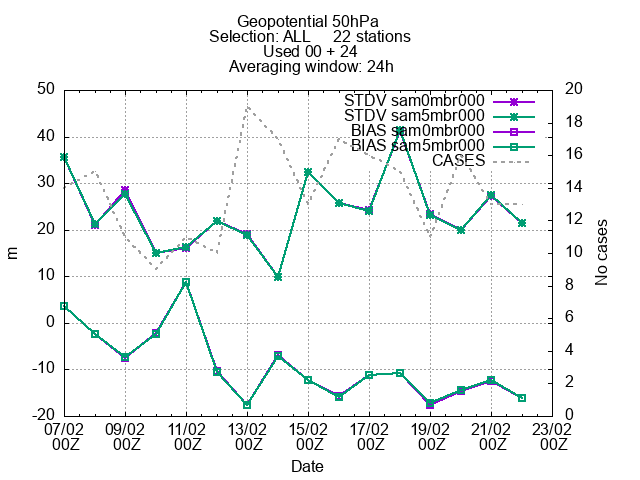 Geopotential 50hPa
Selection: ALL     22 stations
Used 00 + 24
Averaging window: 24h
STDV sam0mbr000
STDV sam5mbr000
BIAS sam0mbr000
BIAS sam5mbr000
CASES
50
40
30
20
10
0
-10
-20
m
20
18
16
14
12
10
8
6
4
2
0
No cases
07/02 09/02 11/02 13/02 15/02 17/02 19/02 21/02 23/02
00Z 00Z 00Z 00Z 00Z 00Z 00Z 00Z 00Z
Date